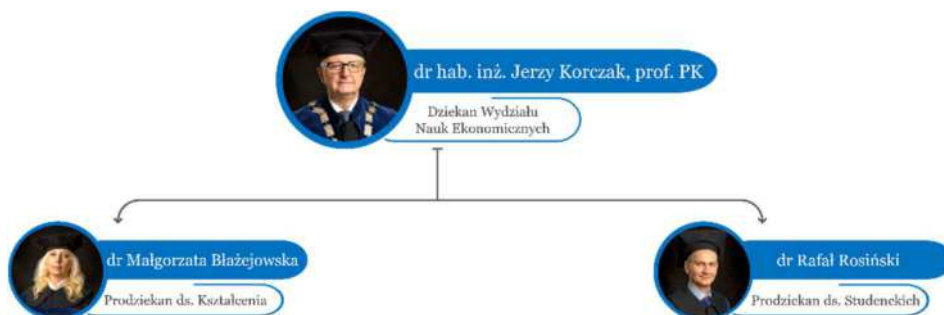 dr hab. inż. Jerzy Korczak, prof. PK
Dziekan Wydziału
Nauk Ekonomicznych
dr Małgorzata Błażejowska
Prodziekan ds. Kształcenia
dr Rafał Rosiński
Prodziekan ds. Studenckich